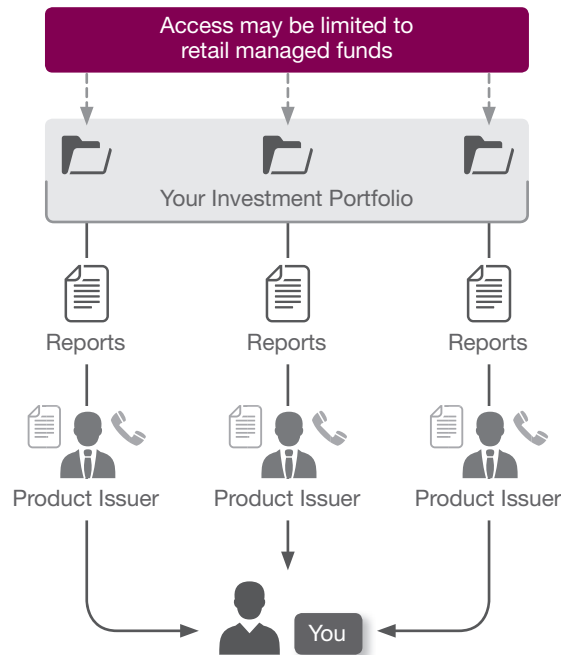 Access may be limited to
retail managed funds
Your Investment Portfolio
Reports
Reports
Reports
Product Issuer
Product Issuer
Product Issuer
You